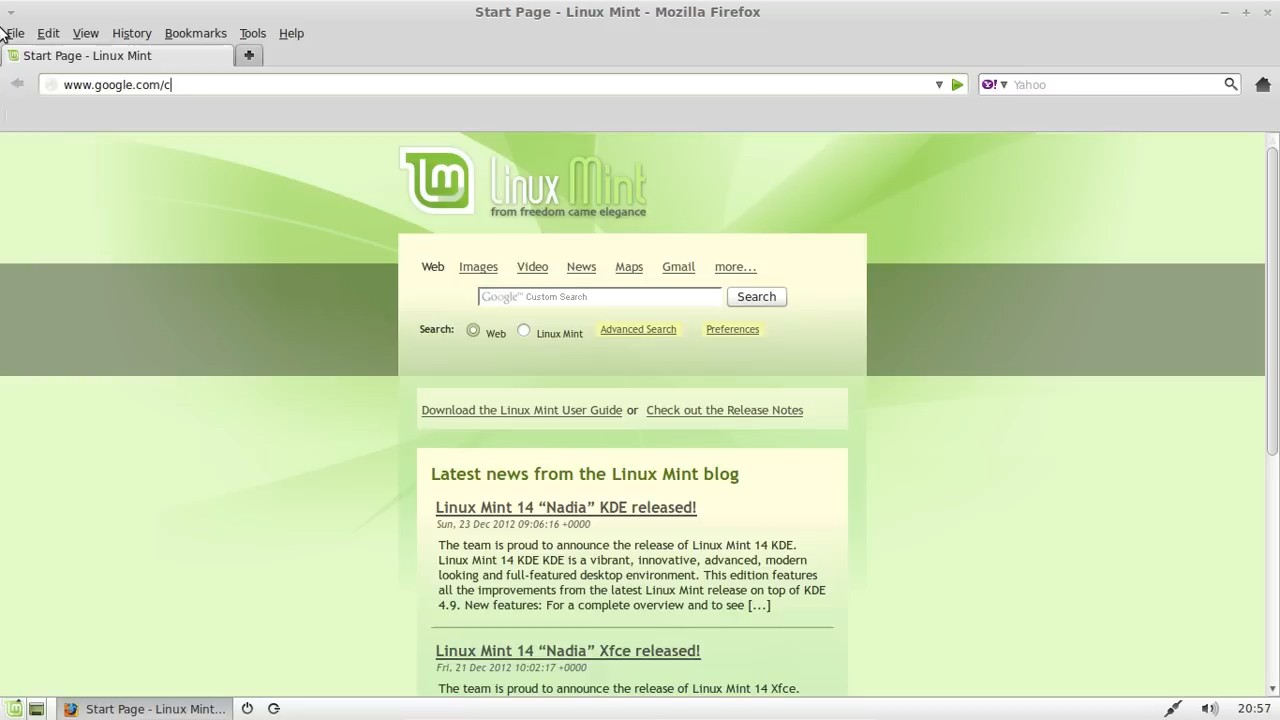 Start Page - Linux Mint - Mozilla Firefox
File Edit View History Bookmarks Tools Help
Start Page - Linux Mint
www.google.com/c
Yahoo
Linux Mint
from freedom came elegance
Web Images Video News Maps Gmail more...
Google™ Custom Search Search
Search: Web Linux Mint Advanced Search Preferences
Download the Linux Mint User Guide or Check out the Release Notes
Latest news from the Linux Mint blog
Linux Mint 14 “Nadia” KDE released!
Sun, 23 Dec 2012 09:06:16 +0000
The team is proud to announce the release of Linux Mint 14 KDE.
Linux Mint 14 KDE KDE is a vibrant, innovative, advanced, modern
looking and full-featured desktop environment. This edition features
all the improvements from the latest Linux Mint release on top of KDE
4.9. New features: For a complete overview and to see [...]
Linux Mint 14 “Nadia” Xfce released!
Fri, 21 Dec 2012 10:02:17 +0000
The team is proud to announce the release of Linux Mint 14 Xfce.
Start Page - Linux Mint... 20:57